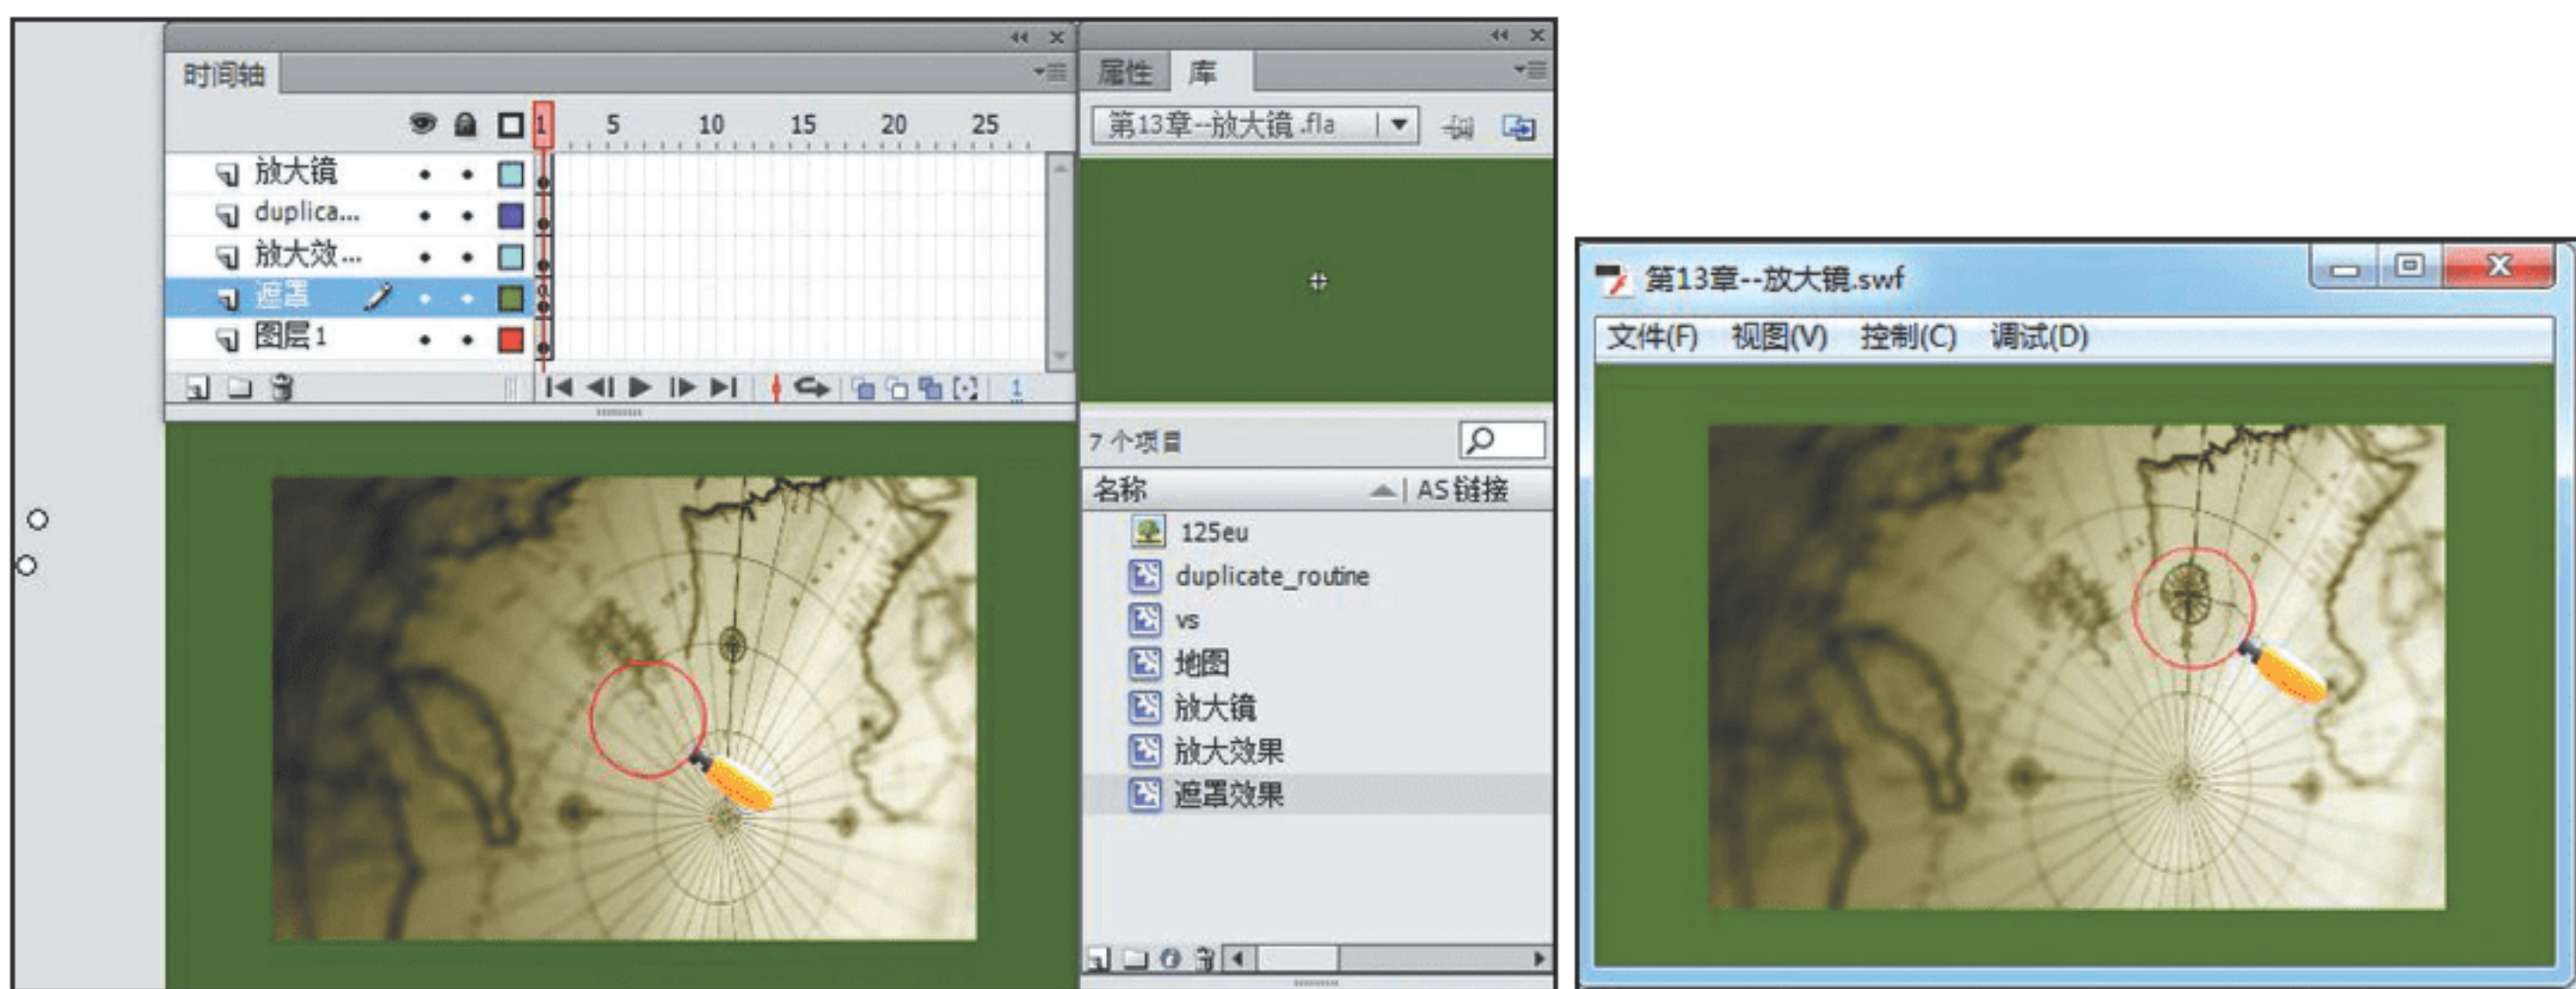 时间轴
1 5 10 15 20 25
放大镜
duplica...
放大效...
遮罩
图层 1
1
属性 库
第13章--放大镜.fla
7 个项目
名称 AS 链接
125eu
duplicate_routine
vs
地图
放大镜
放大效果
遮罩效果
第13章--放大镜.swf
文件(F) 视图(V) 控制(C) 调试(D)